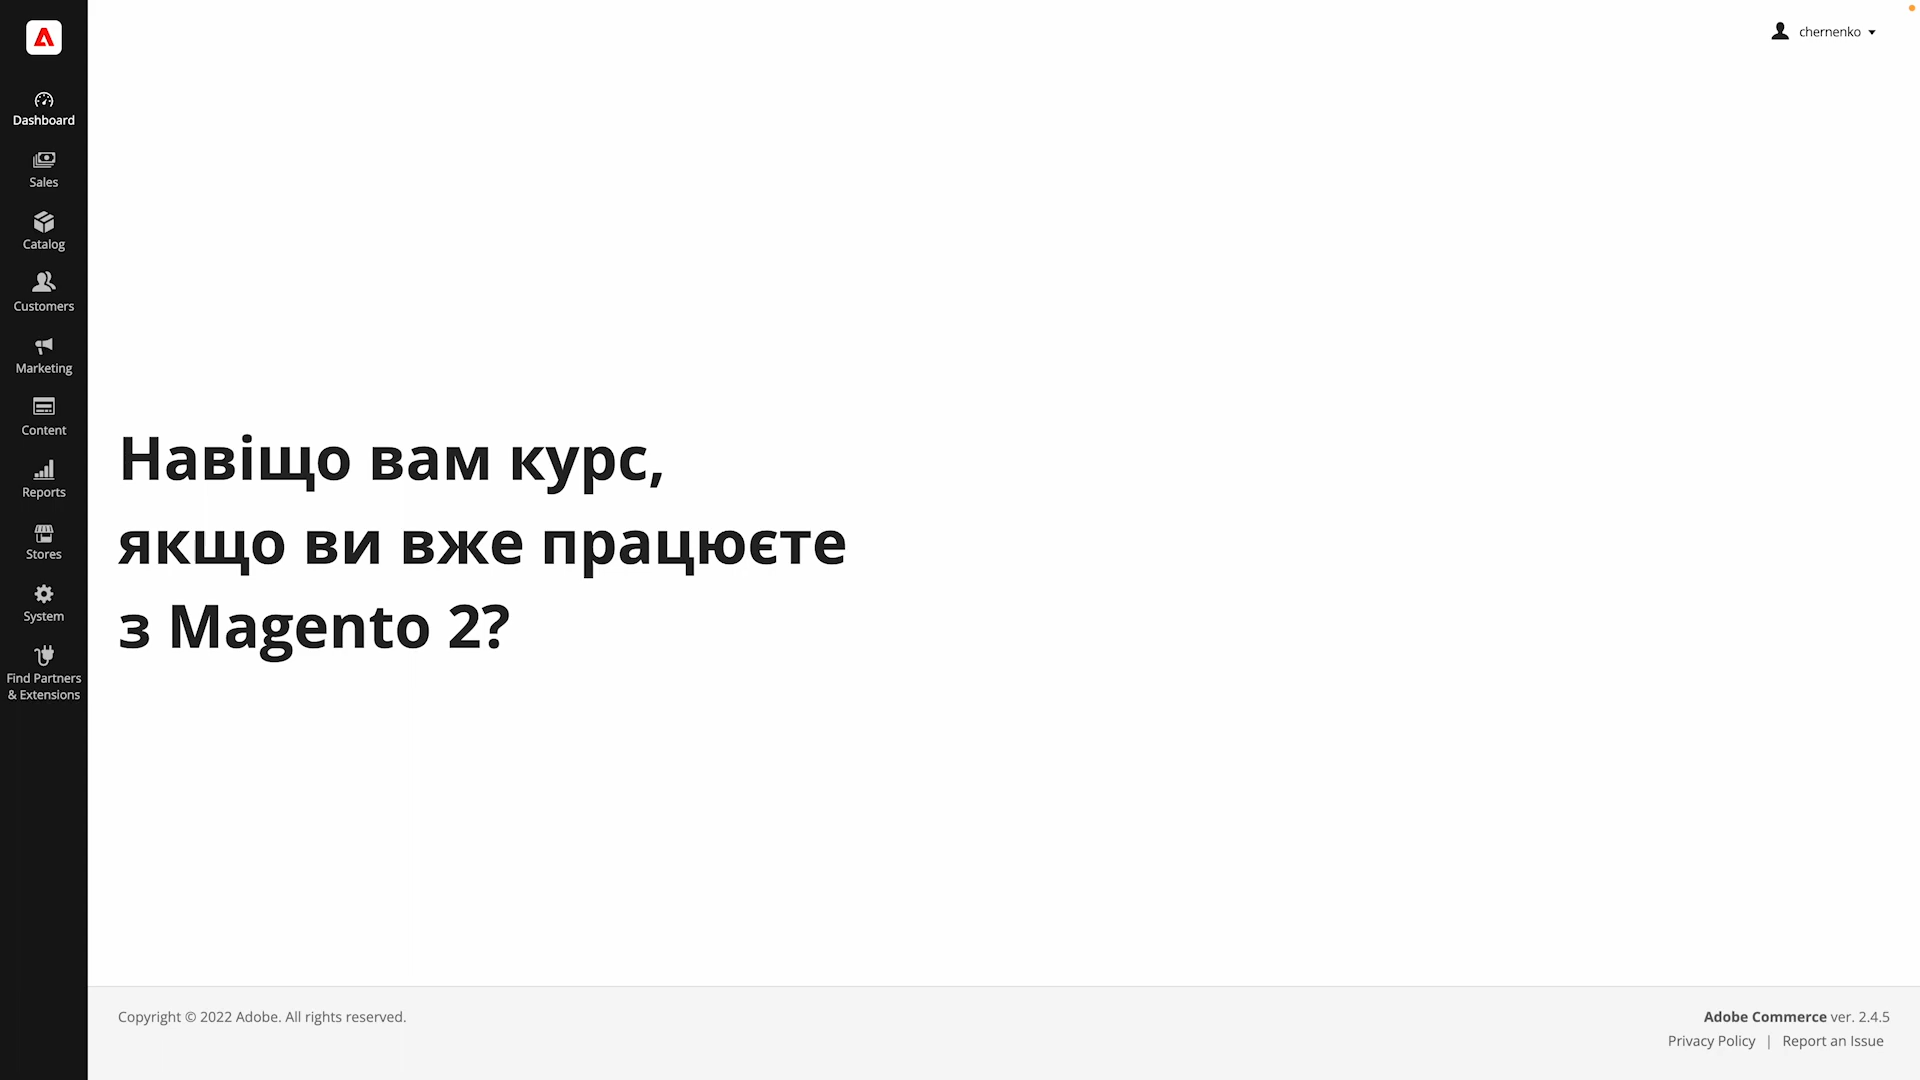 chernenko
Dashboard
Sales
Catalog
Customers
Marketing
Content
Reports
Stores
System
Find Partners
& Extensions
Навіщо вам курс,
якщо ви вже працюєте
з Magento 2?
Copyright © 2022 Adobe. All rights reserved.
Adobe Commerce ver. 2.4.5
Privacy Policy | Report an Issue